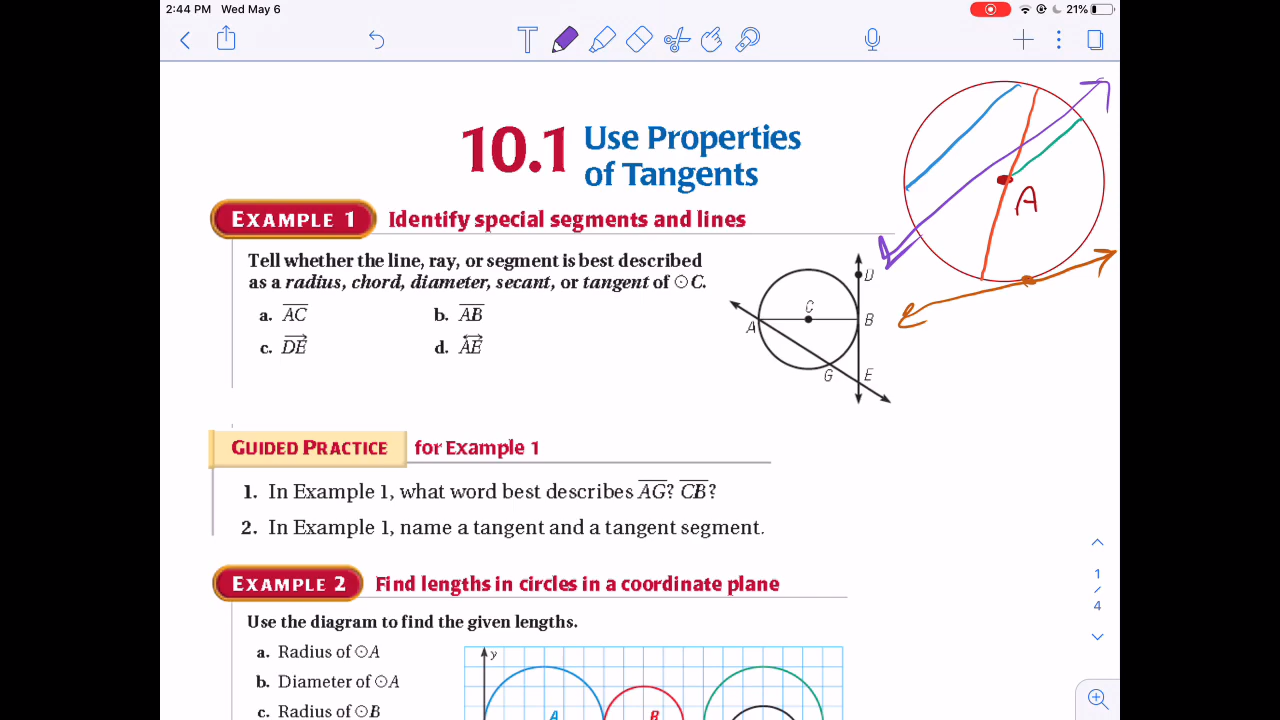 2:44 PM Wed May 6
21%
10.1 Use Properties
of Tangents
EXAMPLE 1 Identify special segments and lines
Tell whether the line, ray, or segment is best described
as a radius, chord, diameter, secant, or tangent of ⊙C.
a. AC
b. AB
c. DE
d. AE
A
C
D
B
G
E
A
GUIDED PRACTICE for Example 1
1. In Example 1, what word best describes AG? CB?
2. In Example 1, name a tangent and a tangent segment.
EXAMPLE 2 Find lengths in circles in a coordinate plane
Use the diagram to find the given lengths.
a. Radius of ⊙A
b. Diameter of ⊙A
c. Radius of ⊙B
y
A
B
1
/
4